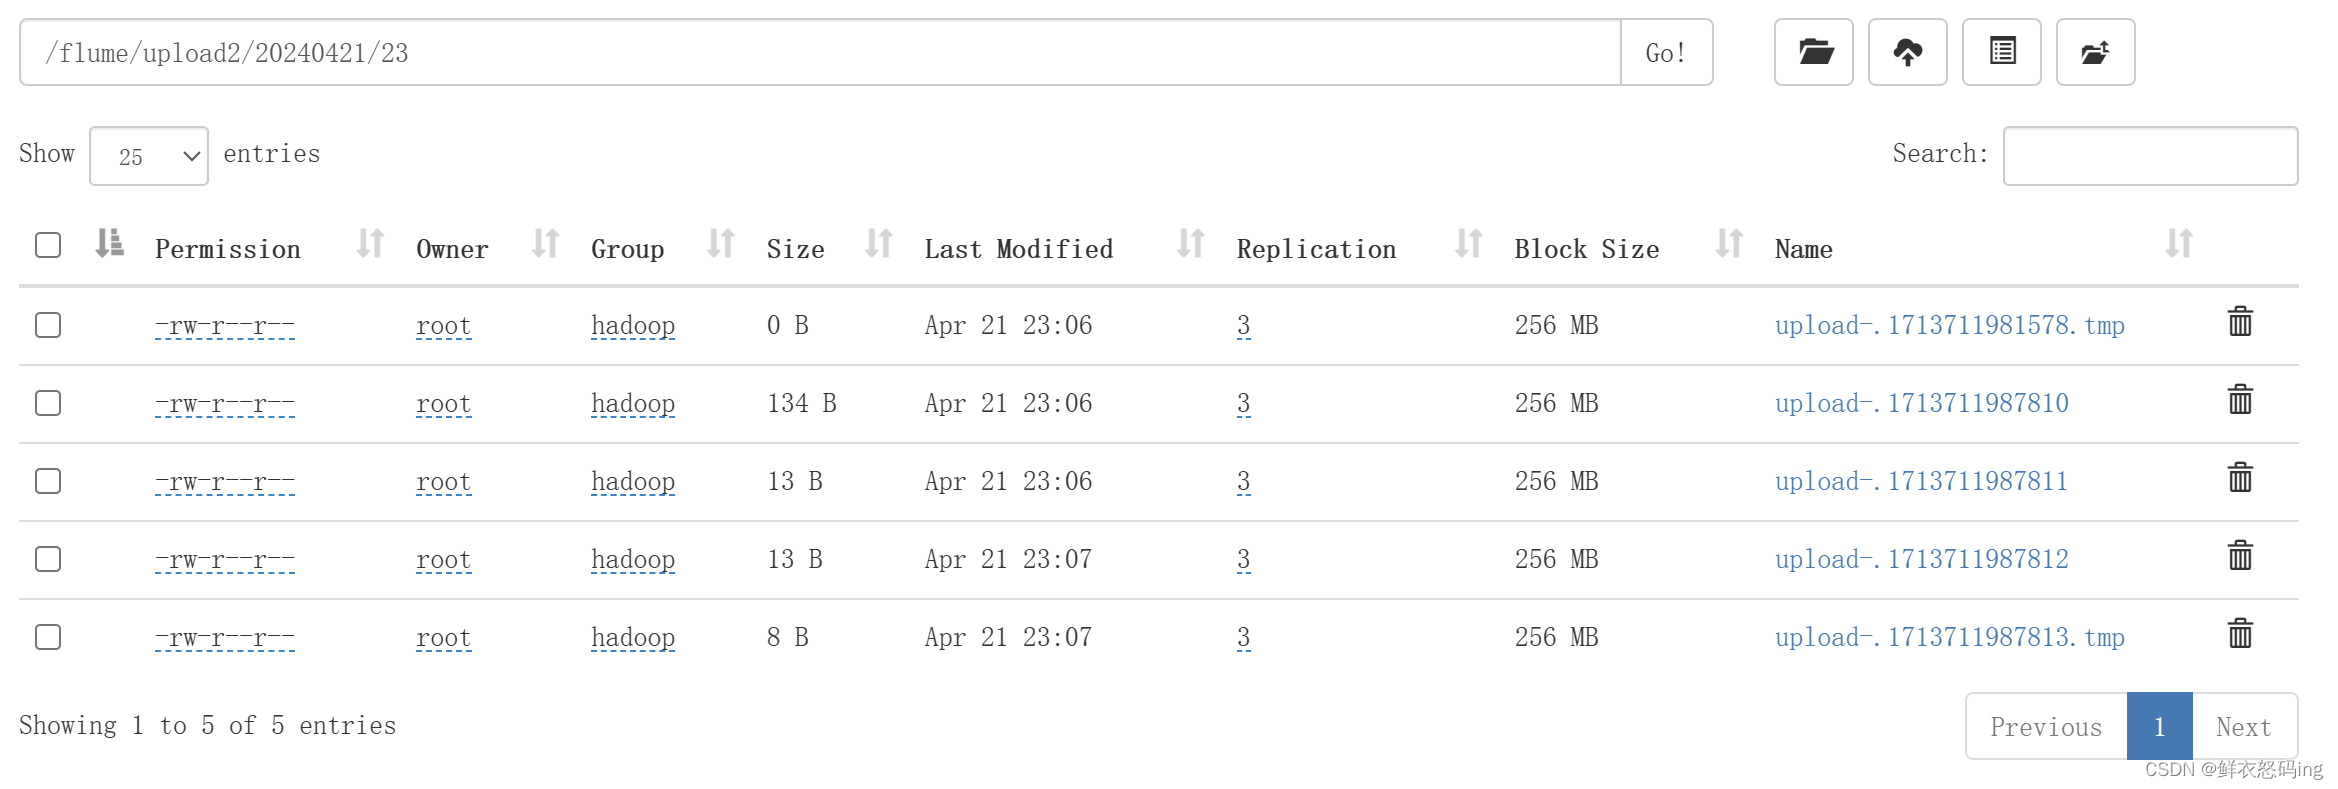 /flume/upload2/20240421/23 Go!
Show 25 entries Search:
Permission Owner Group Size Last Modified Replication Block Size Name
-rw-r--r-- root hadoop 0 B Apr 21 23:06 3 256 MB upload-.1713711981578.tmp
-rw-r--r-- root hadoop 134 B Apr 21 23:06 3 256 MB upload-.1713711987810
-rw-r--r-- root hadoop 13 B Apr 21 23:06 3 256 MB upload-.1713711987811
-rw-r--r-- root hadoop 13 B Apr 21 23:07 3 256 MB upload-.1713711987812
-rw-r--r-- root hadoop 8 B Apr 21 23:07 3 256 MB upload-.1713711987813.tmp
Showing 1 to 5 of 5 entries Previous 1 Next
CSDN @鲜衣怒码ing